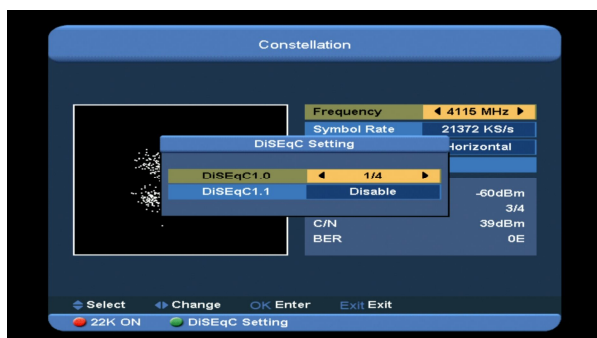 Constellation
Frequency 4115 MHz
Symbol Rate 21372 KS/s
Horizontal
DiSEqC Setting
DiSEqC1.0 1/4
DiSEqC1.1 Disable
-60dBm
3/4
C/N 39dBm
BER 0E
Select Change OK Enter Exit Exit
22K ON DiSEqC Setting